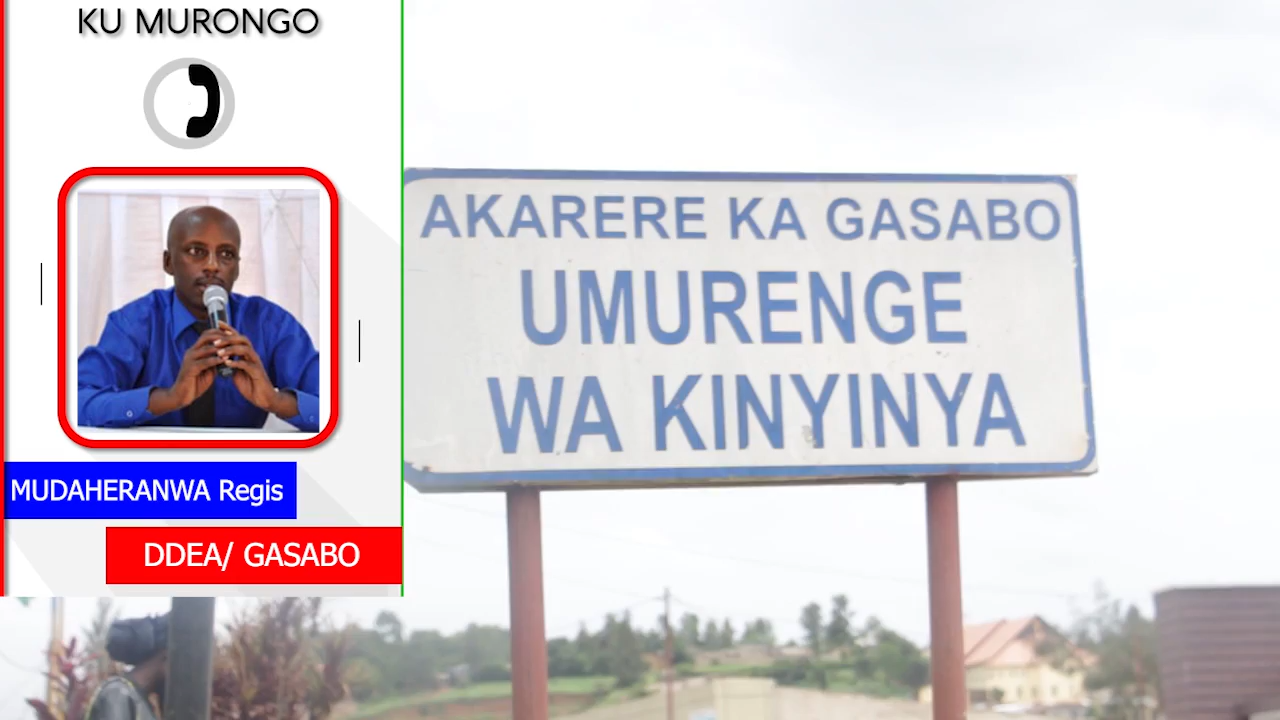 KU MURONGO
MUDAHERANWA Regis
DDEA/ GASABO
AKARERE KA GASABO
UMURENGE
WA KINYINYA